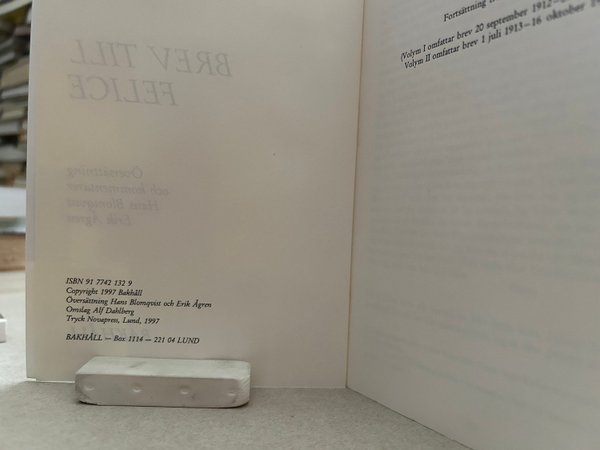 BREV TILL
FELICE
Översättning
och kommentarer
Hans Blomqvist
Erik Ågren
ISBN 91 7742 132 9
Copyright 1997 Bakhåll
Översättning Hans Blomqvist och Erik Ågren
Omslag Alf Dahlberg
Tryck Novapress, Lund, 1997
BAKHÅLL — Box 1114 — 221 04 LUND
Fortsättning
(Volym I omfattar brev 20 september 1912–
Volym II omfattar brev 1 juli 1913–16 oktober